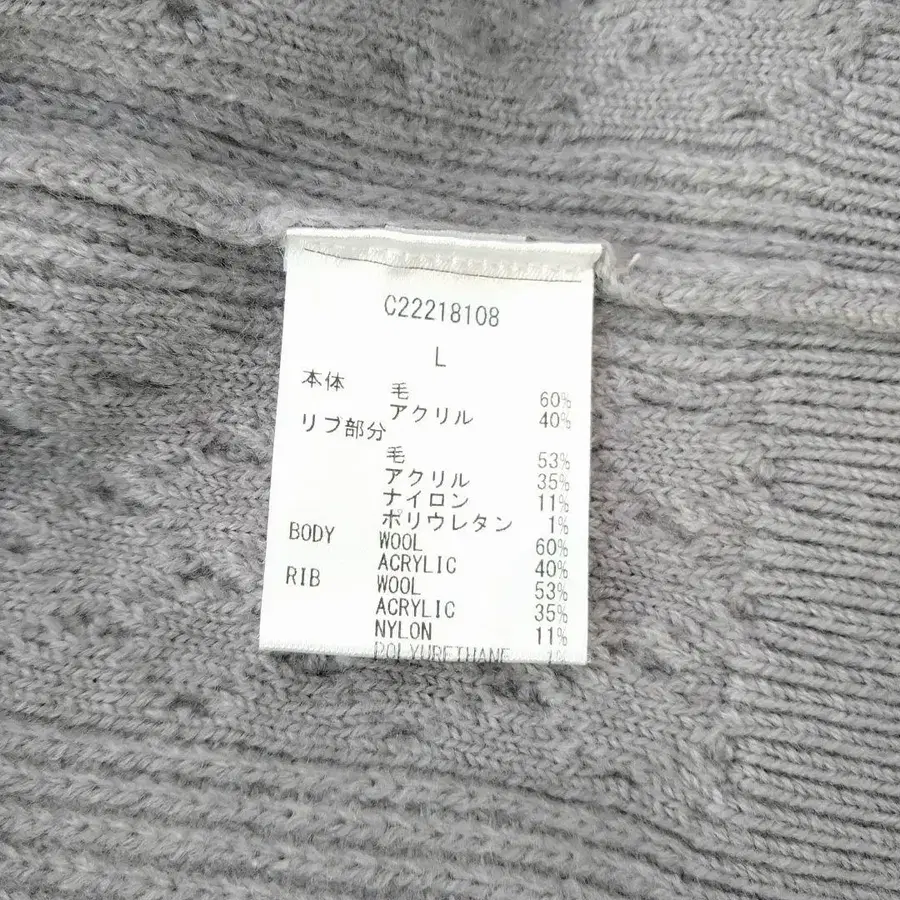 C22218108
L
本体 毛 60%
アクリル 40%
リブ部分
毛 53%
アクリル 35%
ナイロン 11%
ポリウレタン 1%
BODY WOOL 60%
ACRYLIC 40%
RIB WOOL 53%
ACRYLIC 35%
NYLON 11%
POLYURETHANE 1%